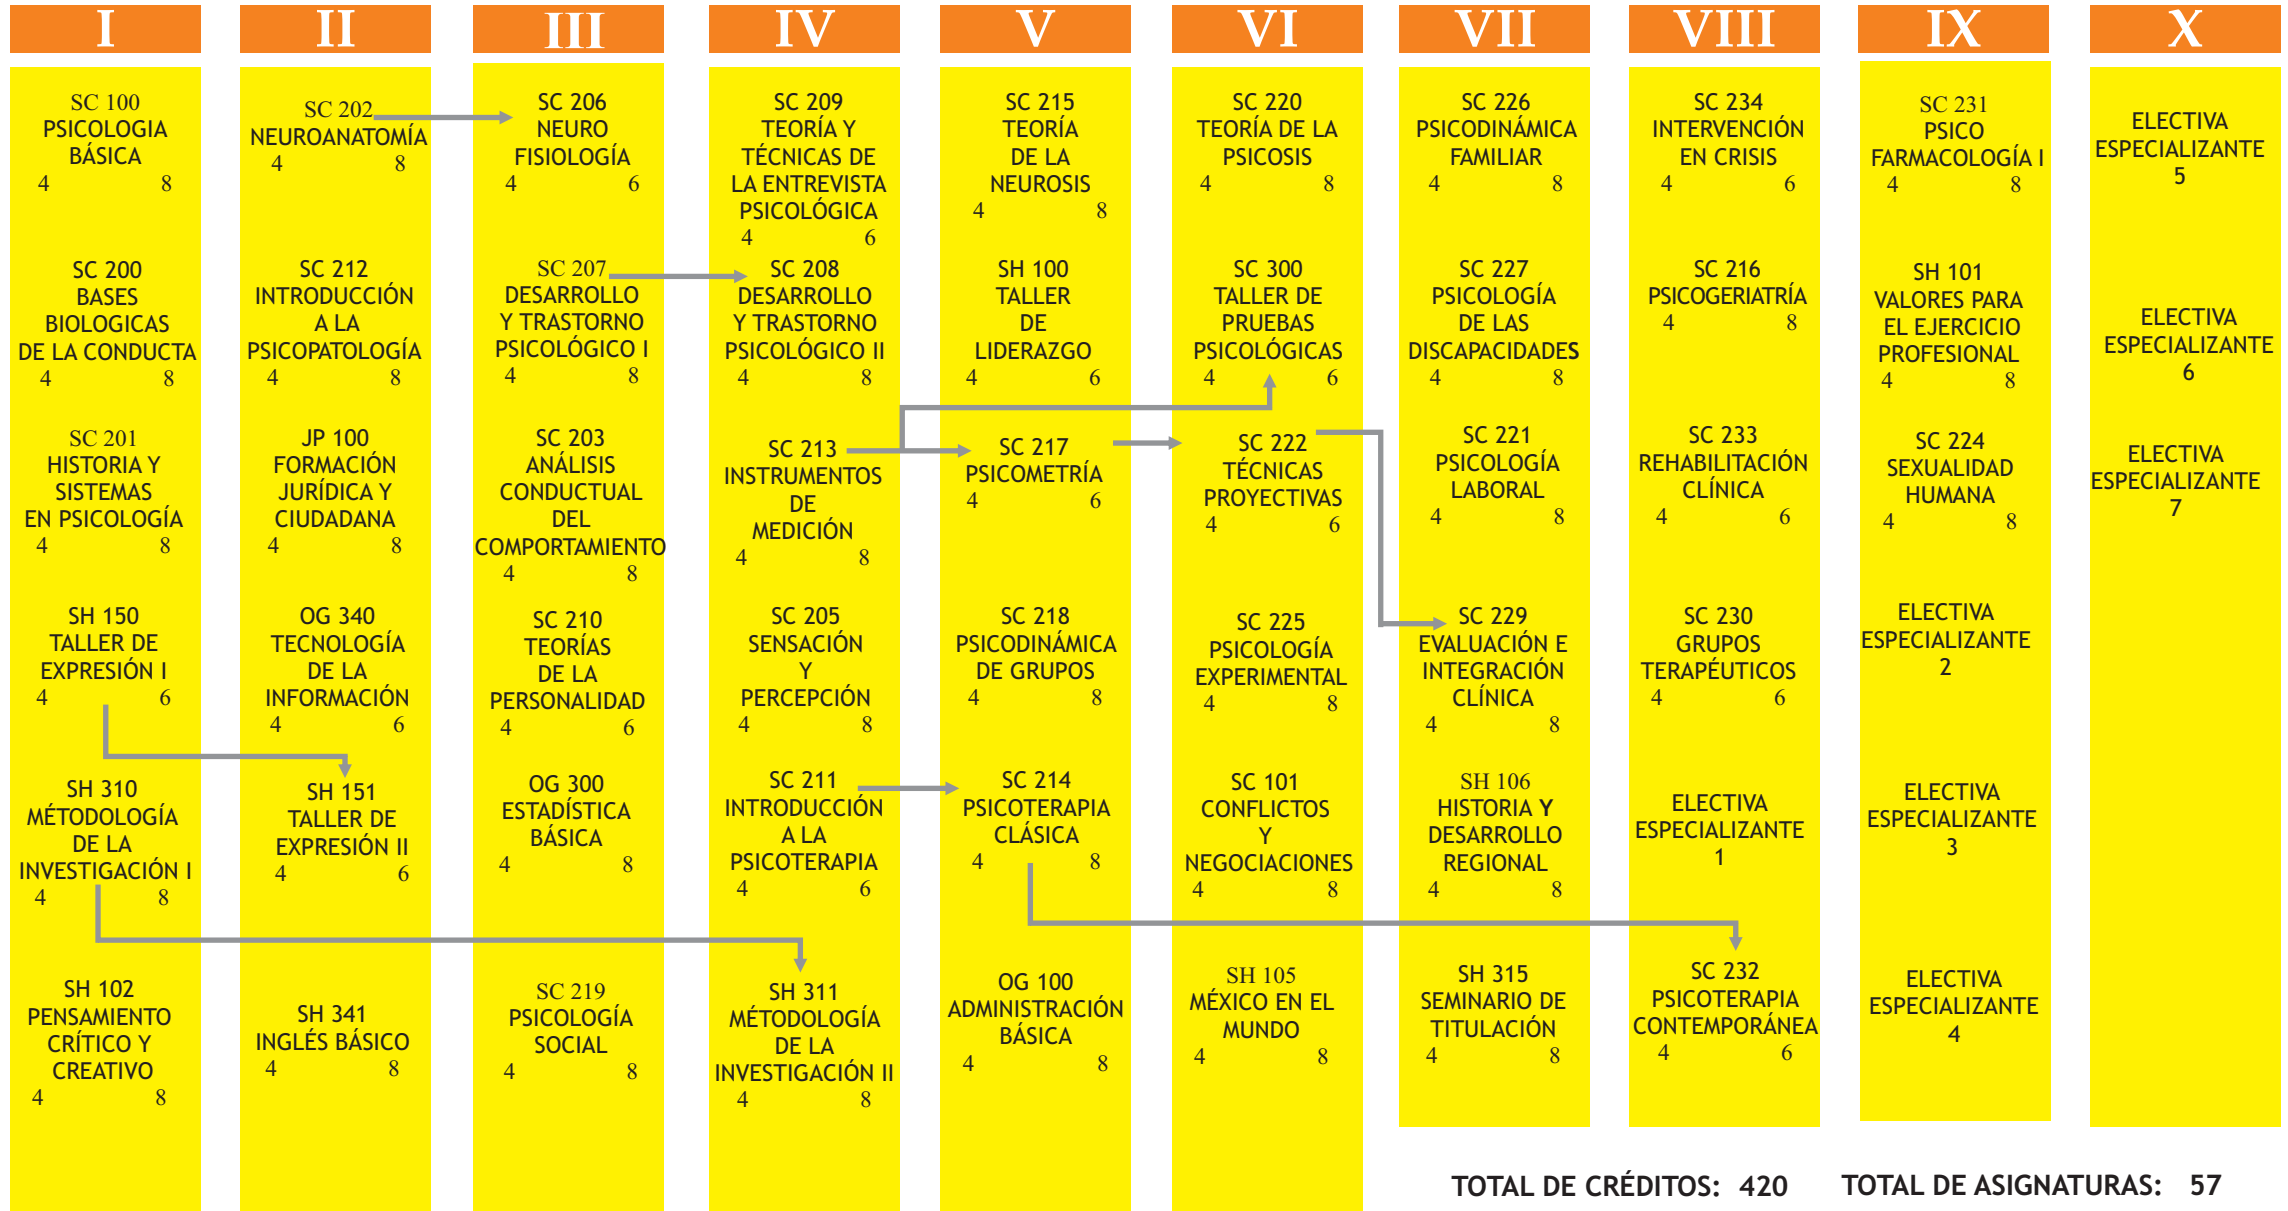 I
SC 100
PSICOLOGIA
BÁSICA
4 8
SC 200
BASES
BIOLOGICAS
DE LA CONDUCTA
4 8
SC 201
HISTORIA Y
SISTEMAS
EN PSICOLOGÍA
4 8
SH 150
TALLER DE
EXPRESIÓN I
4 6
SH 310
MÉTODOLOGÍA
DE LA
INVESTIGACIÓN I
4 8
SH 102
PENSAMIENTO
CRÍTICO Y
CREATIVO
4 8
II
SC 202
NEUROANATOMÍA
4 8
SC 212
INTRODUCCIÓN
A LA
PSICOPATOLOGÍA
4 8
JP 100
FORMACIÓN
JURÍDICA Y
CIUDADANA
4 8
OG 340
TECNOLOGÍA
DE LA
INFORMACIÓN
4 6
SH 151
TALLER DE
EXPRESIÓN II
4 6
SH 341
INGLÉS BÁSICO
4 8
III
SC 206
NEURO
FISIOLOGÍA
4 6
SC 207
DESARROLLO
Y TRASTORNO
PSICOLÓGICO I
4 8
SC 203
ANÁLISIS
CONDUCTUAL
DEL
COMPORTAMIENTO
4 8
SC 210
TEORÍAS
DE LA
PERSONALIDAD
4 6
OG 300
ESTADÍSTICA
BÁSICA
4 8
SC 219
PSICOLOGÍA
SOCIAL
4 8
IV
SC 209
TEORÍA Y
TÉCNICAS DE
LA ENTREVISTA
PSICOLÓGICA
4 6
SC 208
DESARROLLO
Y TRASTORNO
PSICOLÓGICO II
4 8
SC 213
INSTRUMENTOS
DE
MEDICIÓN
4 8
SC 205
SENSACIÓN
Y
PERCEPCIÓN
4 8
SC 211
INTRODUCCIÓN
A LA
PSICOTERAPIA
4 6
SH 311
MÉTODOLOGÍA
DE LA
INVESTIGACIÓN II
4 8
V
SC 215
TEORÍA
DE LA
NEUROSIS
4 8
SH 100
TALLER
DE
LIDERAZGO
4 6
SC 217
PSICOMETRÍA
4 6
SC 218
PSICODINÁMICA
DE GRUPOS
4 8
SC 214
PSICOTERAPIA
CLÁSICA
4 8
OG 100
ADMINISTRACIÓN
BÁSICA
4 8
VI
SC 220
TEORÍA DE LA
PSICOSIS
4 8
SC 300
TALLER DE
PRUEBAS
PSICOLÓGICAS
4 6
SC 222
TÉCNICAS
PROYECTIVAS
4 6
SC 225
PSICOLOGÍA
EXPERIMENTAL
4 8
SC 101
CONFLICTOS
Y
NEGOCIACIONES
4 8
SH 105
MÉXICO EN EL
MUNDO
4 8
VII
SC 226
PSICODINÁMICA
FAMILIAR
4 8
SC 227
PSICOLOGÍA
DE LAS
DISCAPACIDADES
4 8
SC 221
PSICOLOGÍA
LABORAL
4 8
SC 229
EVALUACIÓN E
INTEGRACIÓN
CLÍNICA
4 8
SH 106
HISTORIA Y
DESARROLLO
REGIONAL
4 8
SH 315
SEMINARIO DE
TITULACIÓN
4 8
VIII
SC 234
INTERVENCIÓN
EN CRISIS
4 6
SC 216
PSICOGERIATRÍA
4 8
SC 233
REHABILITACIÓN
CLÍNICA
4 6
SC 230
GRUPOS
TERAPÉUTICOS
4 6
ELECTIVA
ESPECIALIZANTE
1
SC 232
PSICOTERAPIA
CONTEMPORÁNEA
4 6
IX
SC 231
PSICO
FARMACOLOGÍA I
4 8
SH 101
VALORES PARA
EL EJERCICIO
PROFESIONAL
4 8
SC 224
SEXUALIDAD
HUMANA
4 8
ELECTIVA
ESPECIALIZANTE
2
ELECTIVA
ESPECIALIZANTE
3
ELECTIVA
ESPECIALIZANTE
4
X
ELECTIVA
ESPECIALIZANTE
5
ELECTIVA
ESPECIALIZANTE
6
ELECTIVA
ESPECIALIZANTE
7
TOTAL DE CRÉDITOS: 420 TOTAL DE ASIGNATURAS: 57